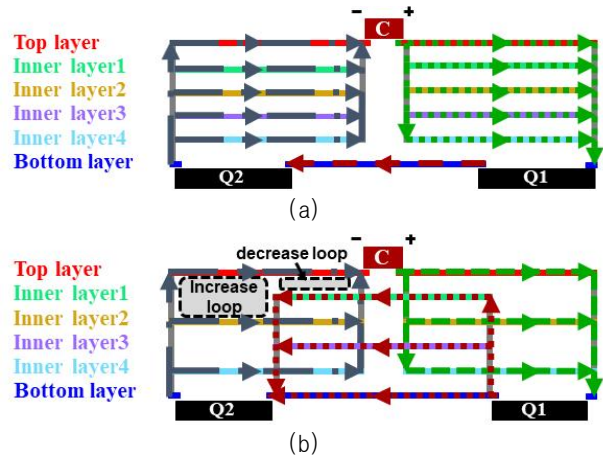 - C +
Top layer
Inner layer1
Inner layer2
Inner layer3
Inner layer4
Bottom layer
Q2 Q1
(a)
- C +
decrease loop
Top layer
Increase
loop
Inner layer1
Inner layer2
Inner layer3
Inner layer4
Bottom layer
Q2 Q1
(b)